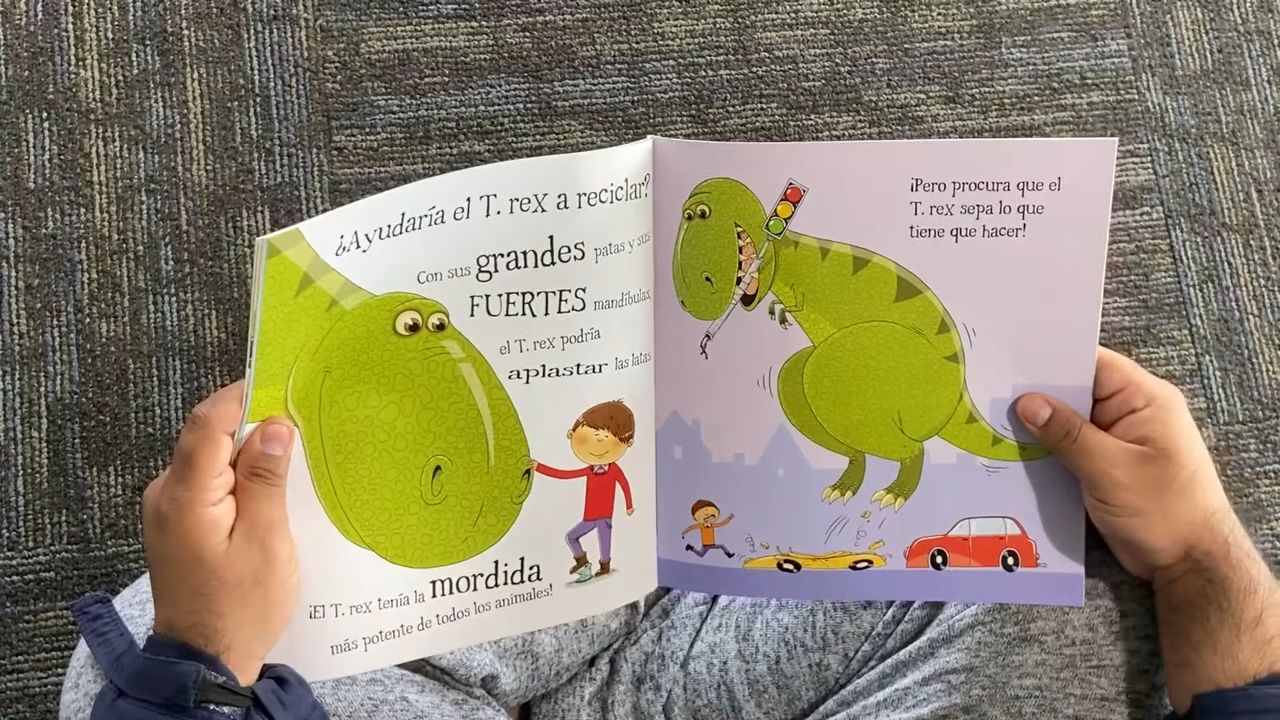 ¿Ayudaría el T. rex a reciclar?
Con sus grandes patas y sus
FUERTES mandíbulas,
el T. rex podría
aplastar las latas
¡El T. rex tenía la mordida
más potente de todos los animales!
¡Pero procura que el
T. rex sepa lo que
tiene que hacer!